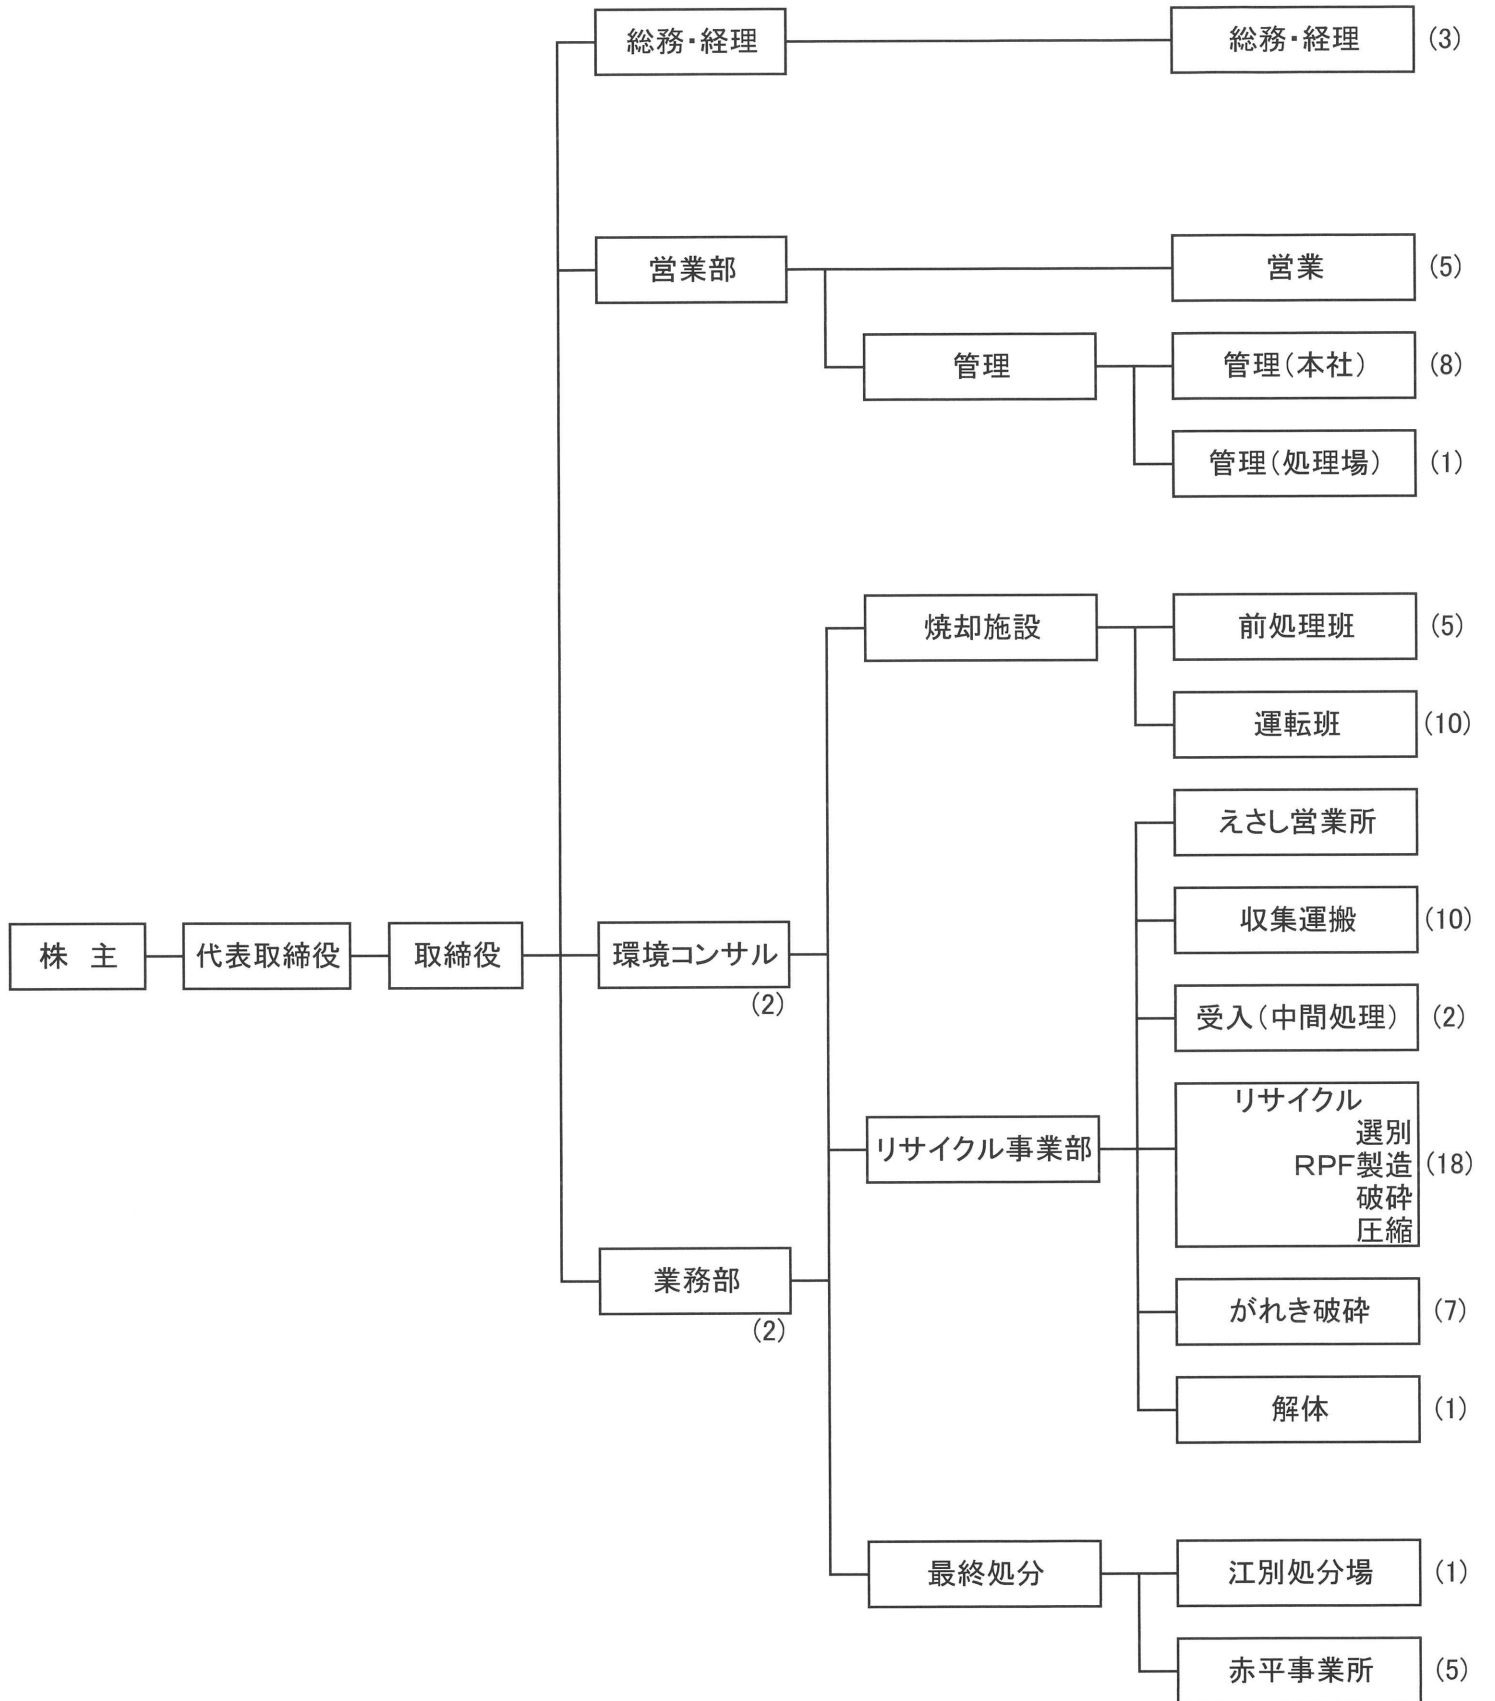 総務・経理
総務・経理 (3)
営業部
営業 (5)
管理
管理(本社) (8)
管理(処理場) (1)
焼却施設
前処理班 (5)
運転班 (10)
えさし営業所
収集運搬 (10)
株　主
代表取締役
取締役
環境コンサル
(2)
受入(中間処理) (2)
リサイクル事業部
リサイクル
選別
RPF製造 (18)
破砕
圧縮
業務部
(2)
がれき破砕 (7)
解体 (1)
最終処分
江別処分場 (1)
赤平事業所 (5)